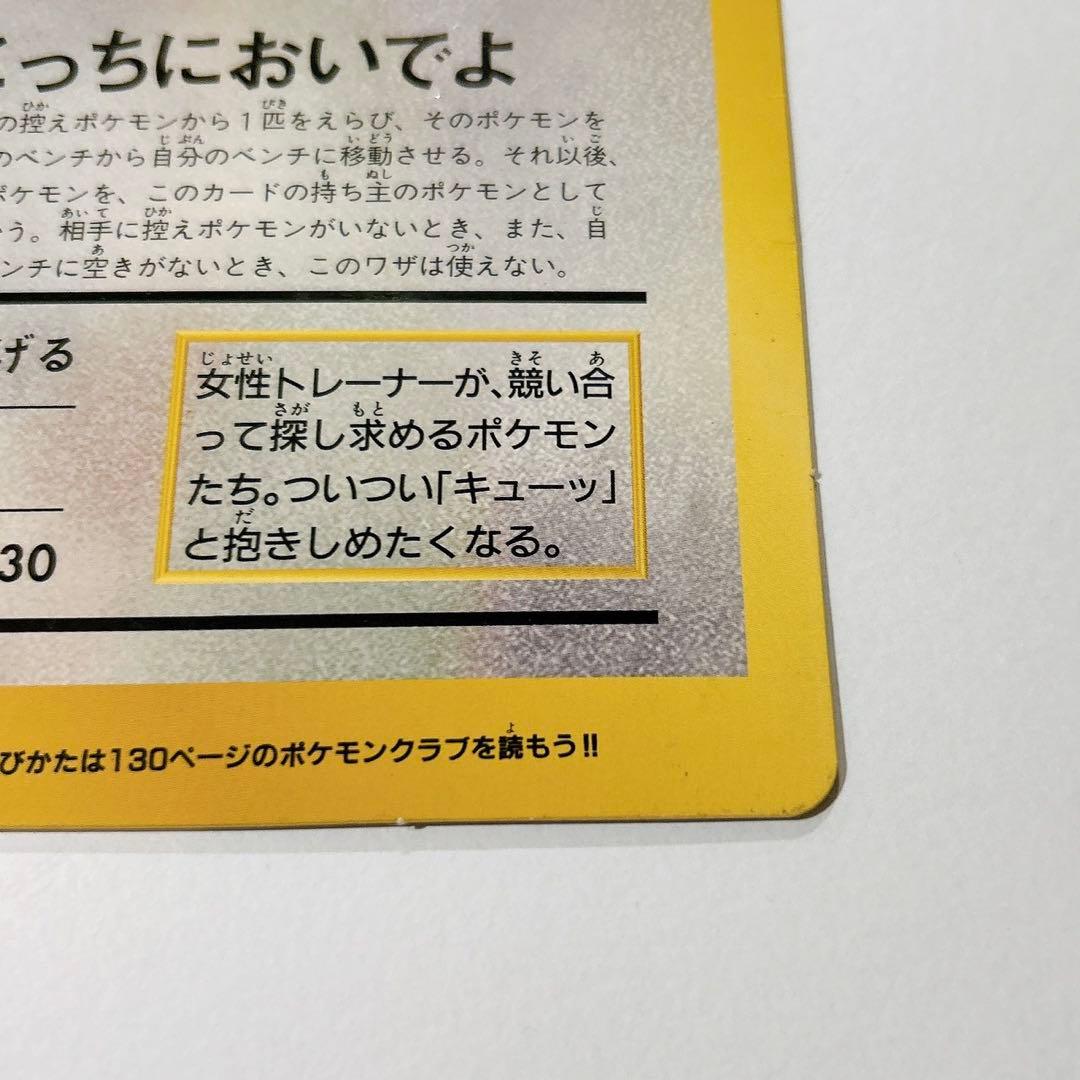 こっちにおいでよ
の控えポケモンから1匹をえらび、そのポケモンを
のベンチから自分のベンチに移動させる。それ以後、
ポケモンを、このカードの持ち主のポケモンとして
う。相手に控えポケモンがいないとき、また、自
ンチに空きがないとき、このワザは使えない。
げる
女性トレーナーが、競い合
って探し求めるポケモン
たち。ついつい「キューッ」
と抱きしめたくなる。
30
びかたは130ページのポケモンクラブを読もう!!